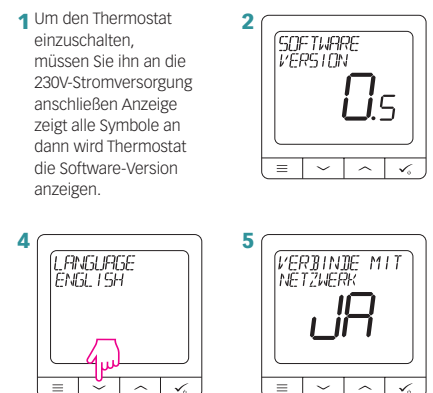 1 Um den Thermostat
einzuschalten,
müssen Sie ihn an die
230V-Stromversorgung
anschließen Anzeige
zeigt alle Symbole an
dann wird Thermostat
die Software-Version
anzeigen.
2
SOFTWARE
VERSION
0.5
4
LANGUAGE
ENGLISH
5
VERBINDE MIT
NETZWERK
JA